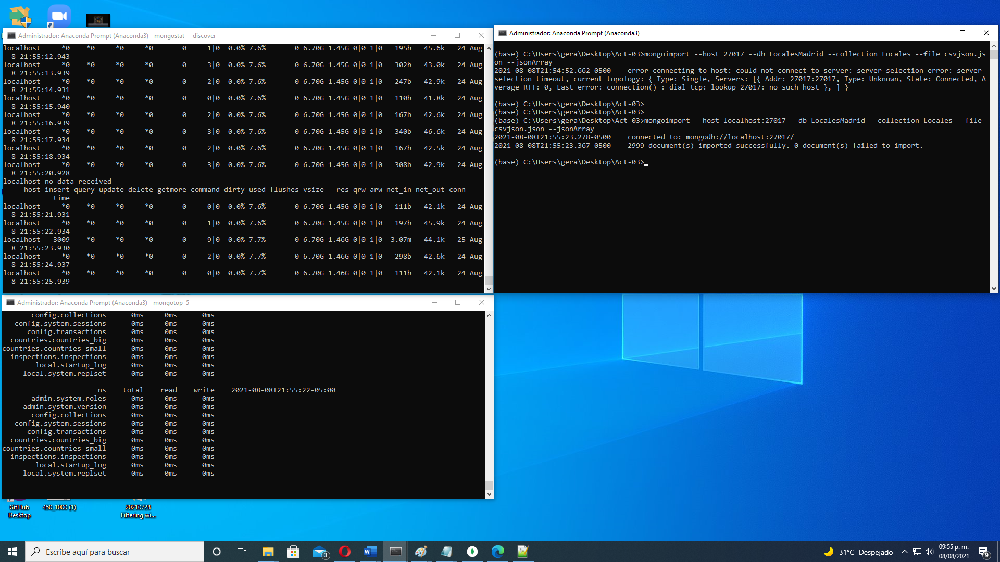 Administrador: Anaconda Prompt (Anaconda3) - mongostat  --discover
localhost     *0    *0     *0     *0       0     1|0  0.0% 7.6%       0 6.70G 1.45G 0|0 1|0   195b   45.6k   24 Aug
  8 21:55:12.943
localhost     *0    *0     *0     *0       0     3|0  0.0% 7.6%       0 6.70G 1.45G 0|0 1|0   302b   43.0k   24 Aug
  8 21:55:13.939
localhost     *0    *0     *0     *0       0     2|0  0.0% 7.6%       0 6.70G 1.45G 0|0 1|0   247b   42.9k   24 Aug
  8 21:55:14.931
localhost     *0    *0     *0     *0       0     0|0  0.0% 7.6%       0 6.70G 1.45G 0|0 1|0   110b   41.8k   24 Aug
  8 21:55:15.940
localhost     *0    *0     *0     *0       0     2|0  0.0% 7.6%       0 6.70G 1.45G 0|0 1|0   167b   42.6k   24 Aug
  8 21:55:16.939
localhost     *0    *0     *0     *0       0     3|0  0.0% 7.6%       0 6.70G 1.45G 0|0 1|0   340b   46.6k   24 Aug
  8 21:55:17.934
localhost     *0    *0     *0     *0       0     2|0  0.0% 7.6%       0 6.70G 1.45G 0|0 1|0   167b   42.5k   24 Aug
  8 21:55:18.934
localhost     *0    *0     *0     *0       0     3|0  0.0% 7.6%       0 6.70G 1.45G 0|0 1|0   308b   42.9k   24 Aug
  8 21:55:20.928
localhost no data received
     host insert query update delete getmore command dirty used flushes vsize   res qrw arw net_in net_out conn
            time
localhost     *0    *0     *0     *0       0     0|0  0.0% 7.6%       0 6.70G 1.45G 0|0 1|0   111b   42.1k   24 Aug
  8 21:55:21.931
localhost     *0    *0     *0     *0       0     1|0  0.0% 7.6%       0 6.70G 1.45G 0|0 1|0   197b   45.9k   24 Aug
  8 21:55:22.934
localhost   3009    *0     *0     *0       0     9|0  0.0% 7.7%       0 6.70G 1.46G 0|0 1|0  3.07m   44.1k   25 Aug
  8 21:55:23.930
localhost     *0    *0     *0     *0       0     2|0  0.0% 7.7%       0 6.70G 1.46G 0|0 1|0   298b   42.6k   24 Aug
  8 21:55:24.937
localhost     *0    *0     *0     *0       0     0|0  0.0% 7.7%       0 6.70G 1.46G 0|0 1|0   111b   42.1k   24 Aug
  8 21:55:25.939
Administrador: Anaconda Prompt (Anaconda3)
(base) C:\Users\gera\Desktop\Act-03>mongoimport --host 27017 --db LocalesMadrid --collection Locales --file csvjson.js
on --jsonArray
2021-08-08T21:54:52.662-0500    error connecting to host: could not connect to server: server selection error: server
selection timeout, current topology: { Type: Single, Servers: [{ Addr: 27017:27017, Type: Unknown, State: Connected, A
verage RTT: 0, Last error: connection() : dial tcp: lookup 27017: no such host }, ] }
(base) C:\Users\gera\Desktop\Act-03>
(base) C:\Users\gera\Desktop\Act-03>
(base) C:\Users\gera\Desktop\Act-03>mongoimport --host localhost:27017 --db LocalesMadrid --collection Locales --file
csvjson.json --jsonArray
2021-08-08T21:55:23.278-0500    connected to: mongodb://localhost:27017/
2021-08-08T21:55:23.367-0500    2999 document(s) imported successfully. 0 document(s) failed to import.
(base) C:\Users\gera\Desktop\Act-03>
Administrador: Anaconda Prompt (Anaconda3) - mongotop  5
config.collections      0ms     0ms      0ms
config.system.sessions      0ms     0ms      0ms
config.transactions      0ms     0ms      0ms
countries.countries_big      0ms     0ms      0ms
countries.countries_small      0ms     0ms      0ms
inspections.inspections      0ms     0ms      0ms
local.startup_log      0ms     0ms      0ms
local.system.replset      0ms     0ms      0ms
ns    total    read    write    2021-08-08T21:55:22-05:00
admin.system.roles      0ms     0ms      0ms
admin.system.version      0ms     0ms      0ms
config.collections      0ms     0ms      0ms
config.system.sessions      0ms     0ms      0ms
config.transactions      0ms     0ms      0ms
countries.countries_big      0ms     0ms      0ms
countries.countries_small      0ms     0ms      0ms
inspections.inspections      0ms     0ms      0ms
local.startup_log      0ms     0ms      0ms
local.system.replset      0ms     0ms      0ms
GitHub
Desktop
450_1000 (1)
20210728
Filtering wi...
Escribe aquí para buscar
3
31°C  Despejado
09:55 p. m.
08/08/2021
9